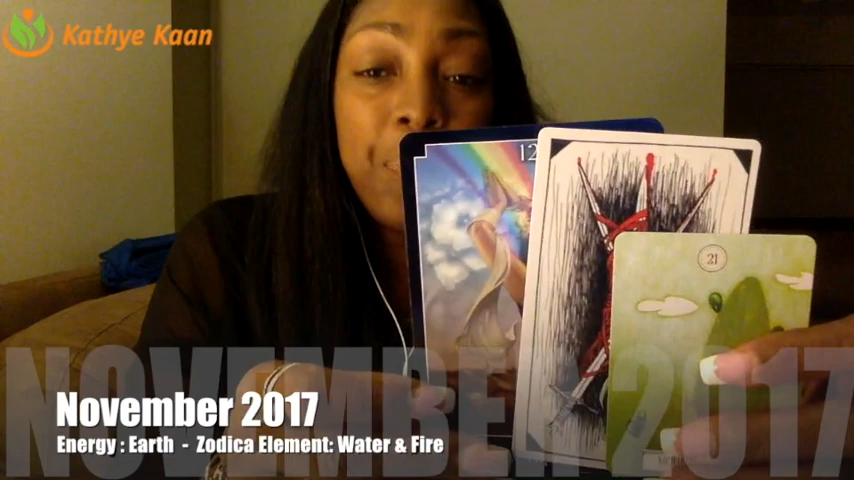 Kathye Kaan
12
21
NOVEMBER 2017
November 2017
Energy : Earth - Zodica Element: Water & Fire